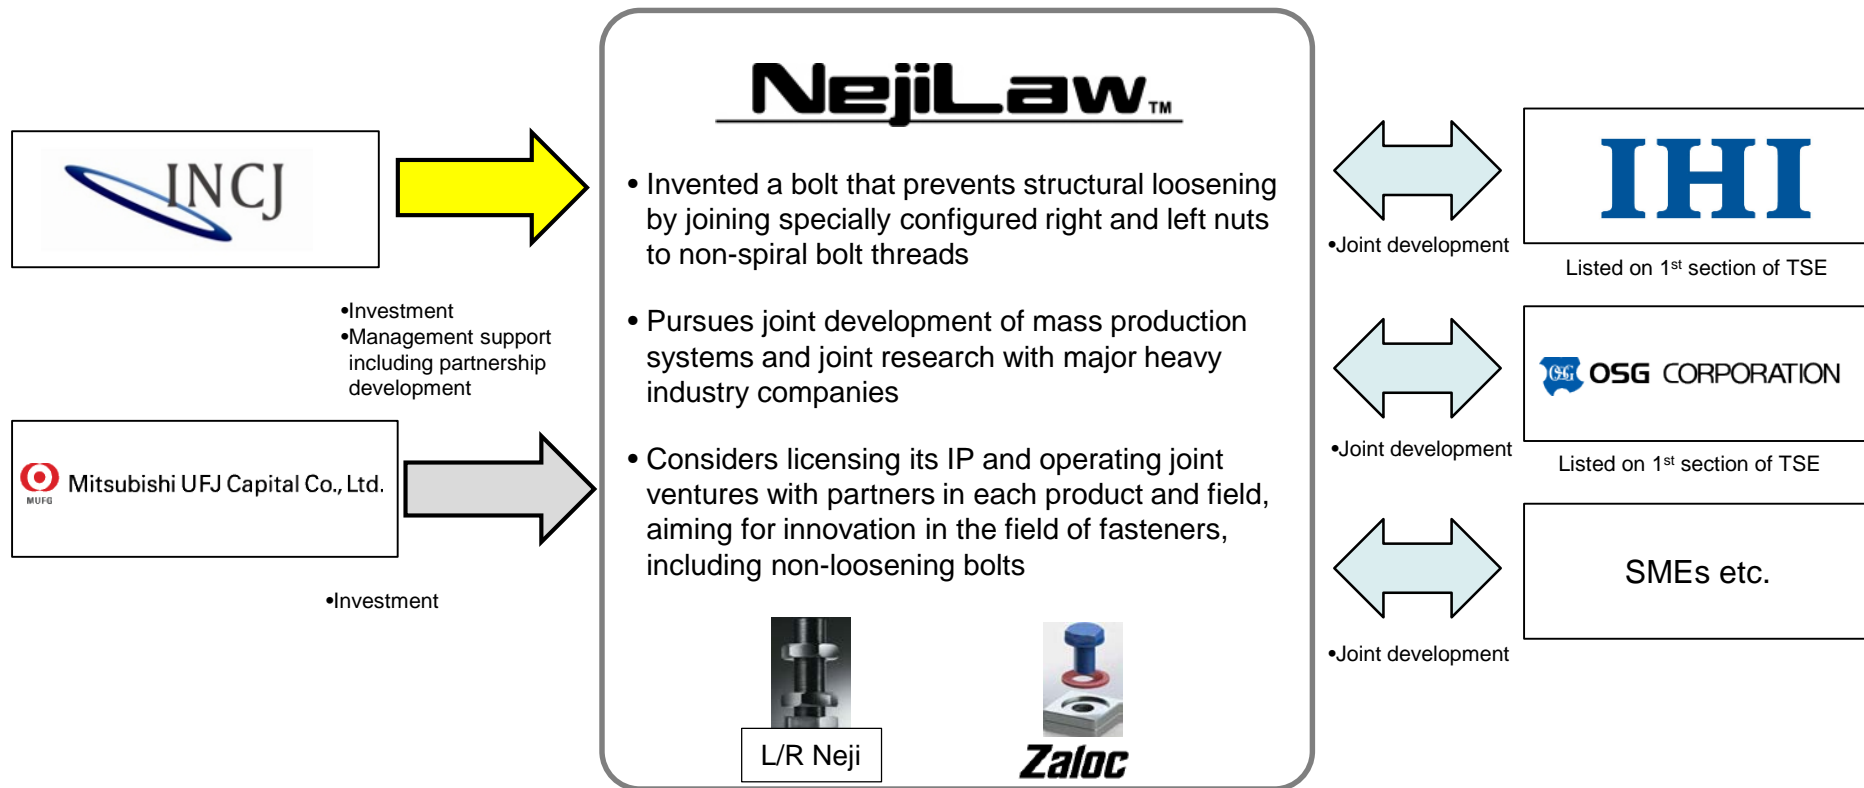 NejiLaw TM
INCJ
•Investment
•Management support
including partnership
development
MUFG
Mitsubishi UFJ Capital Co., Ltd.
•Investment
• Invented a bolt that prevents structural loosening
by joining specially configured right and left nuts
to non-spiral bolt threads
• Pursues joint development of mass production
systems and joint research with major heavy
industry companies
• Considers licensing its IP and operating joint
ventures with partners in each product and field,
aiming for innovation in the field of fasteners,
including non-loosening bolts
L/R Neji
Zaloc
•Joint development
IHI
Listed on 1st section of TSE
•Joint development
OSG OSG CORPORATION
Listed on 1st section of TSE
•Joint development
SMEs etc.